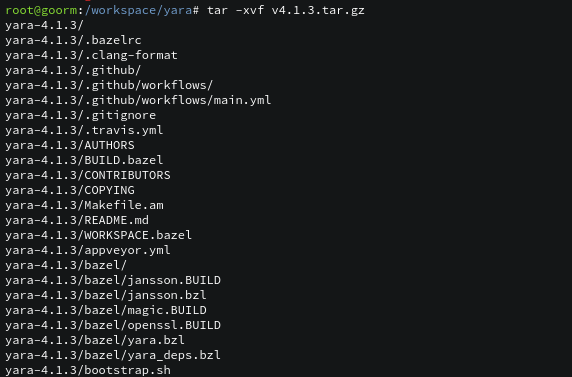 root@goorm:/workspace/yara# tar -xvf v4.1.3.tar.gz
yara-4.1.3/
yara-4.1.3/.bazelrc
yara-4.1.3/.clang-format
yara-4.1.3/.github/
yara-4.1.3/.github/workflows/
yara-4.1.3/.github/workflows/main.yml
yara-4.1.3/.gitignore
yara-4.1.3/.travis.yml
yara-4.1.3/AUTHORS
yara-4.1.3/BUILD.bazel
yara-4.1.3/CONTRIBUTORS
yara-4.1.3/COPYING
yara-4.1.3/Makefile.am
yara-4.1.3/README.md
yara-4.1.3/WORKSPACE.bazel
yara-4.1.3/appveyor.yml
yara-4.1.3/bazel/
yara-4.1.3/bazel/jansson.BUILD
yara-4.1.3/bazel/jansson.bzl
yara-4.1.3/bazel/magic.BUILD
yara-4.1.3/bazel/openssl.BUILD
yara-4.1.3/bazel/yara.bzl
yara-4.1.3/bazel/yara_deps.bzl
yara-4.1.3/bootstrap.sh